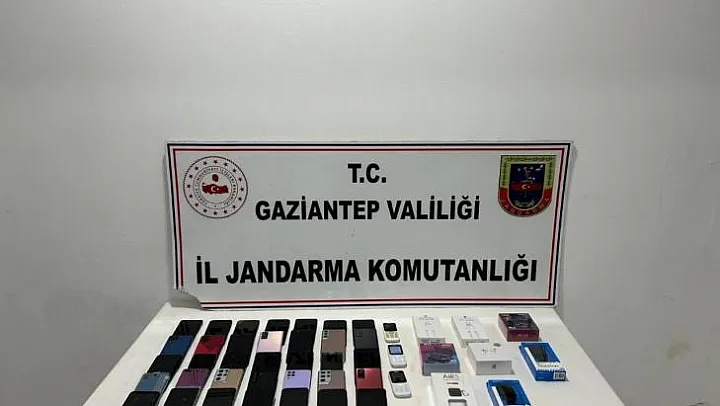 T.C.
GAZİANTEP VALİLİĞİ
İL JANDARMA KOMUTANLIĞI